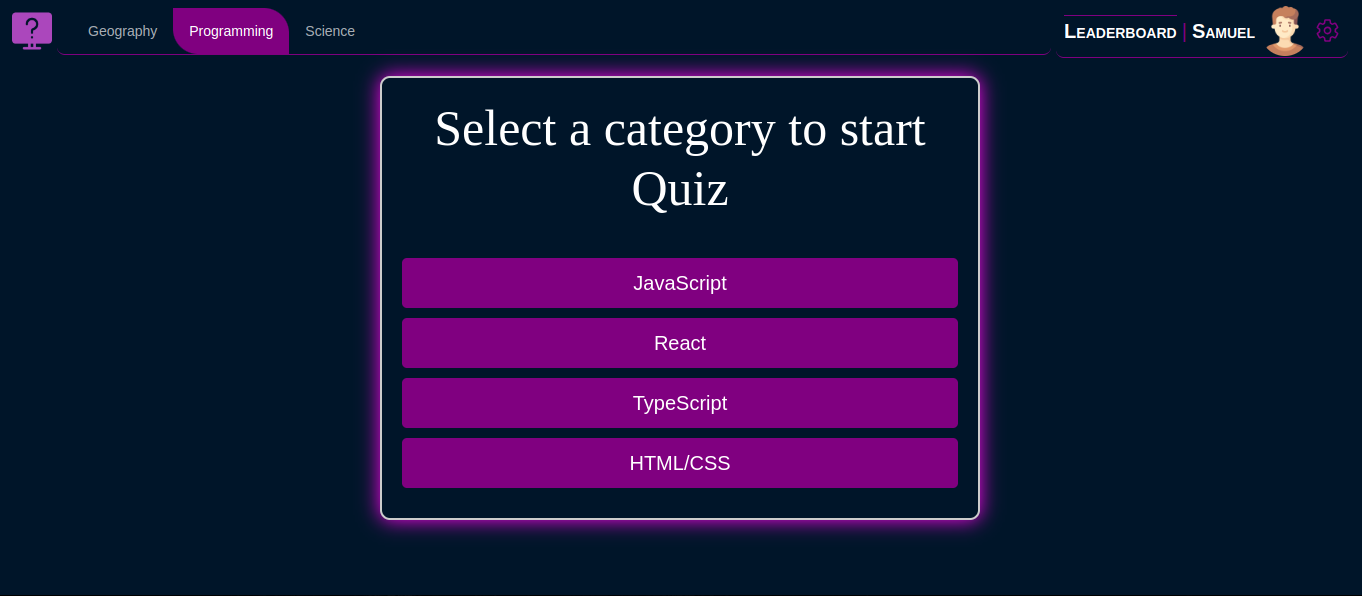 ? Geography Programming Science Leaderboard | Samuel
Select a category to start
Quiz
JavaScript
React
TypeScript
HTML/CSS